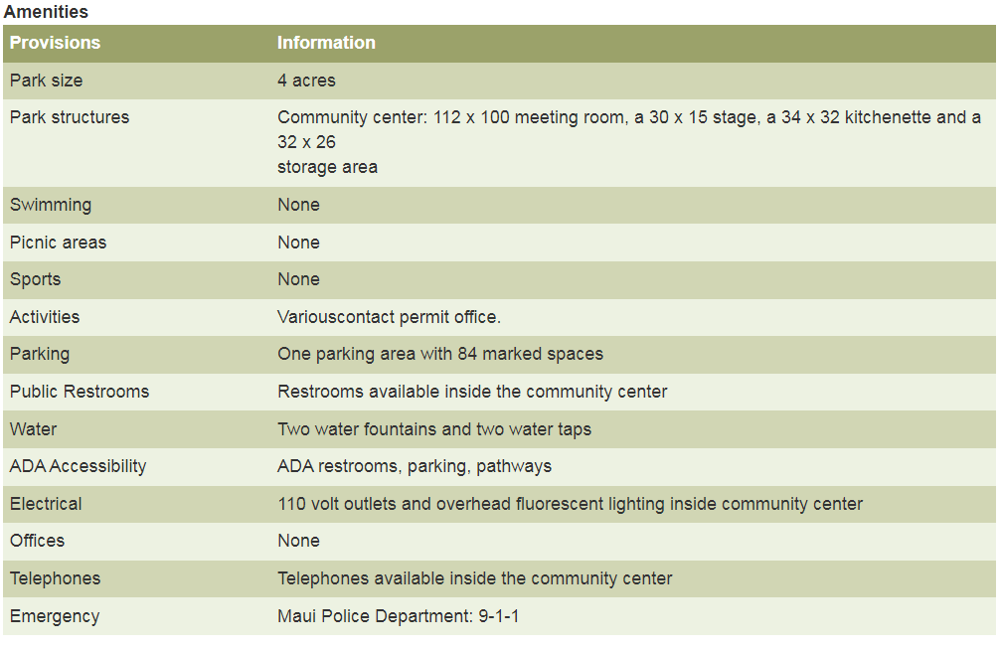 Amenities
Provisions Information
Park size 4 acres
Park structures Community center: 112 x 100 meeting room, a 30 x 15 stage, a 34 x 32 kitchenette and a
32 x 26
storage area
Swimming None
Picnic areas None
Sports None
Activities Variouscontact permit office.
Parking One parking area with 84 marked spaces
Public Restrooms Restrooms available inside the community center
Water Two water fountains and two water taps
ADA Accessibility ADA restrooms, parking, pathways
Electrical 110 volt outlets and overhead fluorescent lighting inside community center
Offices None
Telephones Telephones available inside the community center
Emergency Maui Police Department: 9-1-1